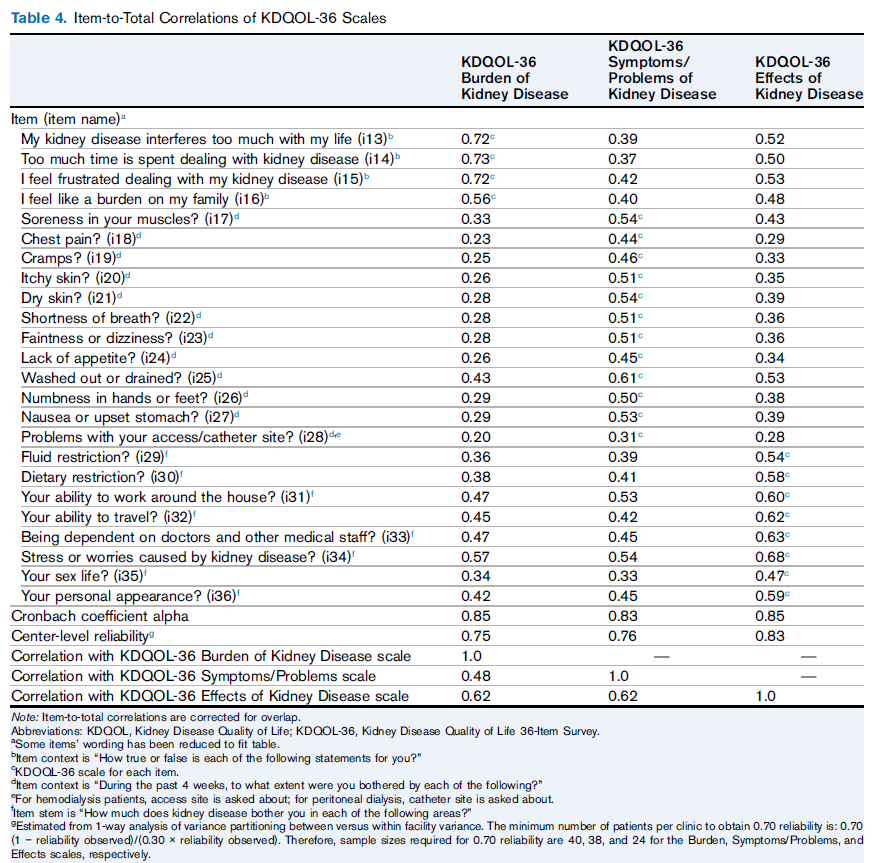 Table 4. Item-to-Total Correlations of KDQOL-36 Scales
KDQOL-36 Burden of Kidney Disease KDQOL-36 Symptoms/Problems of Kidney Disease KDQOL-36 Effects of Kidney Disease
Item (item name)a
My kidney disease interferes too much with my life (i13)b 0.72c 0.39 0.52
Too much time is spent dealing with kidney disease (i14)b 0.73c 0.37 0.50
I feel frustrated dealing with my kidney disease (i15)b 0.72c 0.42 0.53
I feel like a burden on my family (i16)b 0.56c 0.40 0.48
Soreness in your muscles? (i17)d 0.33 0.54c 0.43
Chest pain? (i18)d 0.23 0.44c 0.29
Cramps? (i19)d 0.25 0.46c 0.33
Itchy skin? (i20)d 0.26 0.51c 0.35
Dry skin? (i21)d 0.28 0.54c 0.39
Shortness of breath? (i22)d 0.28 0.51c 0.36
Faintness or dizziness? (i23)d 0.28 0.51c 0.36
Lack of appetite? (i24)d 0.26 0.45c 0.34
Washed out or drained? (i25)d 0.43 0.61c 0.53
Numbness in hands or feet? (i26)d 0.29 0.50c 0.38
Nausea or upset stomach? (i27)d 0.29 0.53c 0.39
Problems with your access/catheter site? (i28)d,e 0.20 0.31c 0.28
Fluid restriction? (i29)f 0.36 0.39 0.54c
Dietary restriction? (i30)f 0.38 0.41 0.58c
Your ability to work around the house? (i31)f 0.47 0.53 0.60c
Your ability to travel? (i32)f 0.45 0.42 0.62c
Being dependent on doctors and other medical staff? (i33)f 0.47 0.45 0.63c
Stress or worries caused by kidney disease? (i34)f 0.57 0.54 0.68c
Your sex life? (i35)f 0.34 0.33 0.47c
Your personal appearance? (i36)f 0.42 0.45 0.59c
Cronbach coefficient alpha 0.85 0.83 0.85
Center-level reliabilityg 0.75 0.76 0.83
Correlation with KDQOL-36 Burden of Kidney Disease scale 1.0 — —
Correlation with KDQOL-36 Symptoms/Problems scale 0.48 1.0 —
Correlation with KDQOL-36 Effects of Kidney Disease scale 0.62 0.62 1.0
Note: Item-to-total correlations are corrected for overlap.
Abbreviations: KDQOL, Kidney Disease Quality of Life; KDQOL-36, Kidney Disease Quality of Life 36-Item Survey.
aSome items' wording has been reduced to fit table.
bItem context is "How true or false is each of the following statements for you?"
cKDOQL-36 scale for each item.
dItem context is "During the past 4 weeks, to what extent were you bothered by each of the following?"
eFor hemodialysis patients, access site is asked about; for peritoneal dialysis, catheter site is asked about.
fItem stem is "How much does kidney disease bother you in each of the following areas?"
gEstimated from 1-way analysis of variance partitioning between versus within facility variance. The minimum number of patients per clinic to obtain 0.70 reliability is: 0.70
(1 − reliability observed)/(0.30 × reliability observed). Therefore, sample sizes required for 0.70 reliability are 40, 38, and 24 for the Burden, Symptoms/Problems, and
Effects scales, respectively.